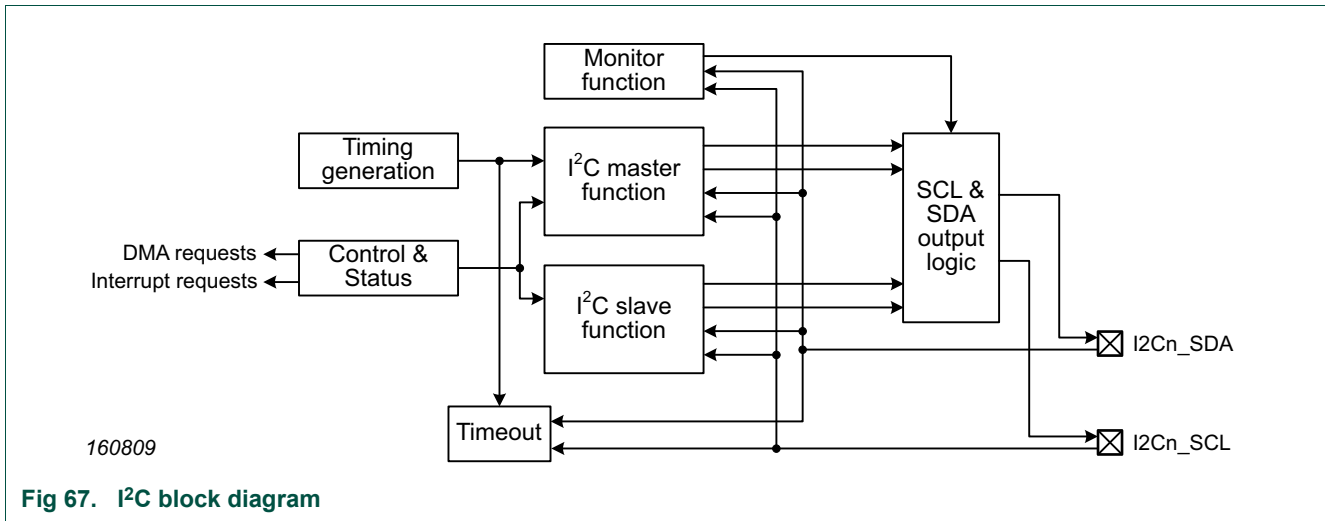 Monitor
function
Timing
generation
I²C master
function
SCL &
SDA
output
logic
DMA requests
Interrupt requests
Control &
Status
I²C slave
function
I2Cn_SDA
Timeout
I2Cn_SCL
160809
Fig 67. I²C block diagram